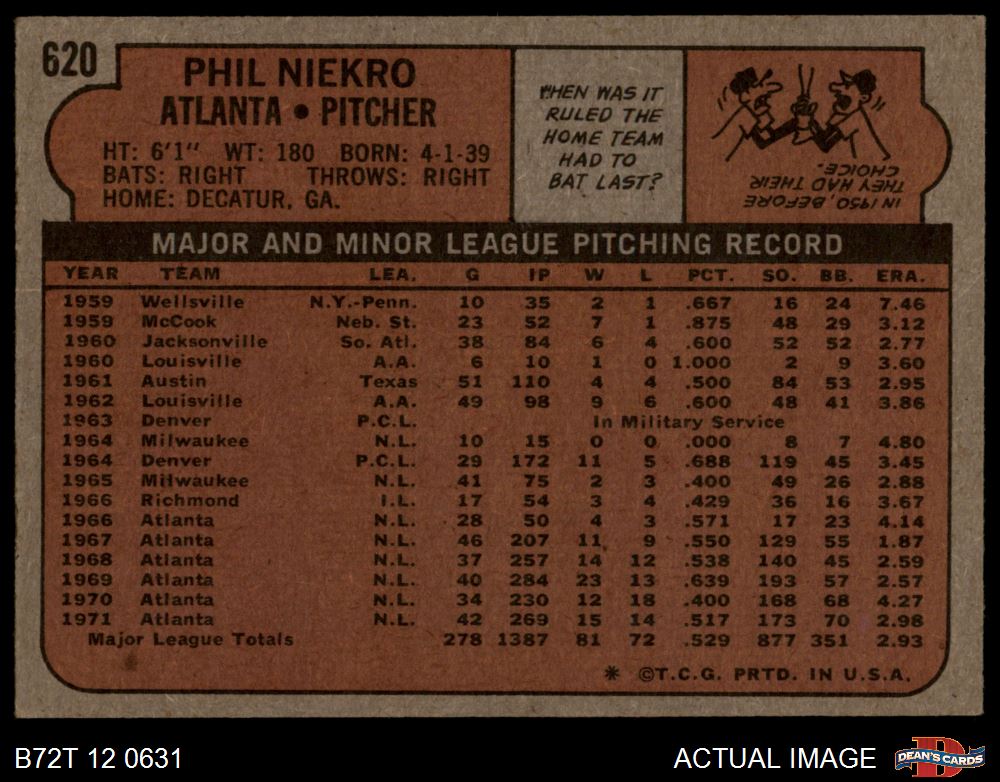 620
PHIL NIEKRO
ATLANTA • PITCHER
HT: 6'1" WT: 180 BORN: 4-1-39
BATS: RIGHT THROWS: RIGHT
HOME: DECATUR, GA.
WHEN WAS IT
RULED THE
HOME TEAM
HAD TO
BAT LAST?
IN 1950, BEFORE
THEY HAD THEIR
CHOICE.
MAJOR AND MINOR LEAGUE PITCHING RECORD
YEAR TEAM LEA. G IP W L PCT. SO. BB. ERA.
1959 Wellsville N.Y.-Penn. 10 35 2 1 .667 16 24 7.46
1959 McCook Neb. St. 23 52 7 1 .875 48 29 3.12
1960 Jacksonville So. Atl. 38 84 6 4 .600 52 52 2.77
1960 Louisville A.A. 6 10 1 0 1.000 2 9 3.60
1961 Austin Texas 51 110 4 4 .500 84 53 2.95
1962 Louisville A.A. 49 98 9 6 .600 48 41 3.86
1963 Denver P.C.L. In Military Service
1964 Milwaukee N.L. 10 15 0 0 .000 8 7 4.80
1964 Denver P.C.L. 29 172 11 5 .688 119 45 3.45
1965 Milwaukee N.L. 41 75 2 3 .400 49 26 2.88
1966 Richmond I.L. 17 54 3 4 .429 36 16 3.67
1966 Atlanta N.L. 28 50 4 3 .571 17 23 4.14
1967 Atlanta N.L. 46 207 11 9 .550 129 55 1.87
1968 Atlanta N.L. 37 257 14 12 .538 140 45 2.59
1969 Atlanta N.L. 40 284 23 13 .639 193 57 2.57
1970 Atlanta N.L. 34 230 12 18 .400 168 68 4.27
1971 Atlanta N.L. 42 269 15 14 .517 173 70 2.98
Major League Totals 278 1387 81 72 .529 877 351 2.93
* ©T.C.G. PRTD. IN U.S.A.
B72T 12 0631
ACTUAL IMAGE
D
DEAN'S CARDS